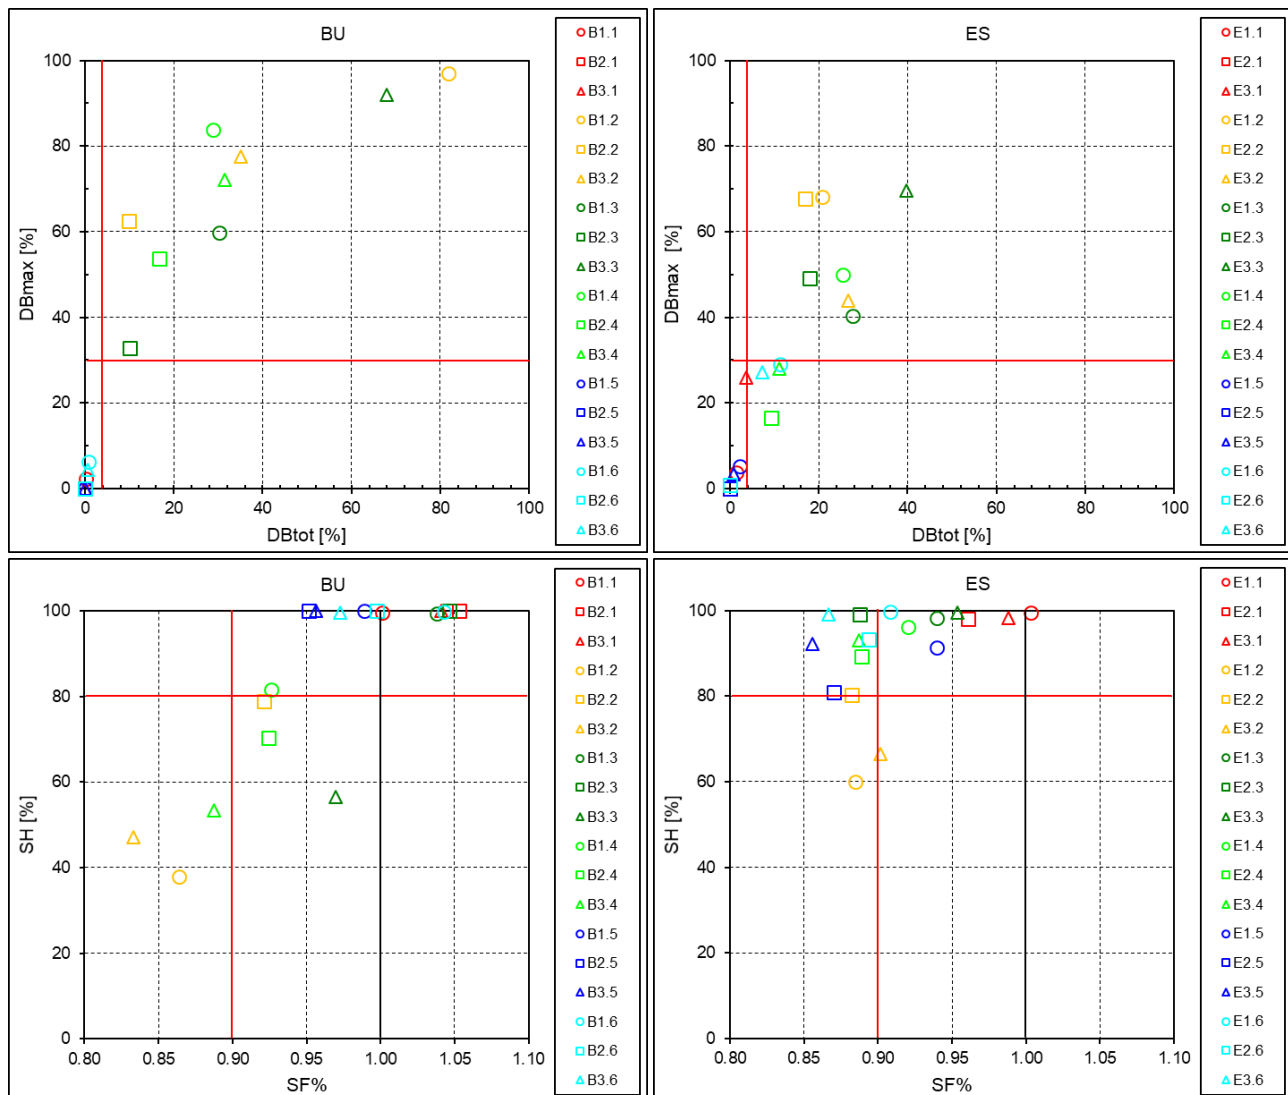 BU
DBmax [%]
100
80
60
40
20
0
0 20 40 60 80 100
DBtot [%]
B1.1
B2.1
B3.1
B1.2
B2.2
B3.2
B1.3
B2.3
B3.3
B1.4
B2.4
B3.4
B1.5
B2.5
B3.5
B1.6
B2.6
B3.6
ES
DBmax [%]
100
80
60
40
20
0
0 20 40 60 80 100
DBtot [%]
E1.1
E2.1
E3.1
E1.2
E2.2
E3.2
E1.3
E2.3
E3.3
E1.4
E2.4
E3.4
E1.5
E2.5
E3.5
E1.6
E2.6
E3.6
BU
SH [%]
100
80
60
40
20
0
0.80 0.85 0.90 0.95 1.00 1.05 1.10
SF%
B1.1
B2.1
B3.1
B1.2
B2.2
B3.2
B1.3
B2.3
B3.3
B1.4
B2.4
B3.4
B1.5
B2.5
B3.5
B1.6
B2.6
B3.6
ES
SH [%]
100
80
60
40
20
0
0.80 0.85 0.90 0.95 1.00 1.05 1.10
SF%
E1.1
E2.1
E3.1
E1.2
E2.2
E3.2
E1.3
E2.3
E3.3
E1.4
E2.4
E3.4
E1.5
E2.5
E3.5
E1.6
E2.6
E3.6